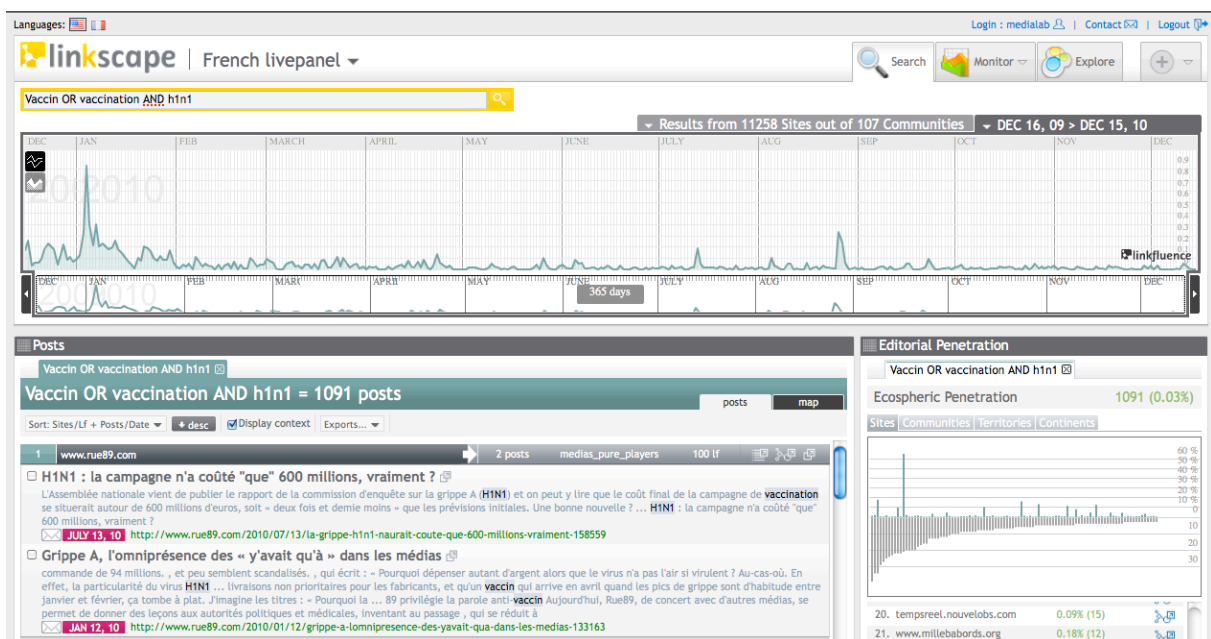 Languages:
Login : medialab | Contact | Logout
linkscape | French livepanel
Search Monitor Explore
Vaccin OR vaccination AND h1n1
Results from 11258 Sites out of 107 Communities DEC 16, 09 > DEC 15, 10
DEC JAN FEB MARCH APRIL MAY JUNE JULY AUG SEP OCT NOV DEC
0.9
0.8
0.7
0.6
0.5
0.4
0.3
0.2
0.1
2010
linkfluence
DEC JAN FEB MARC APRIL MAY JUNE JULY AUG SEP OCT NOV DEC
2010
365 days
Posts
Vaccin OR vaccination AND h1n1
Vaccin OR vaccination AND h1n1 = 1091 posts
posts map
Sort: Sites/Lf + Posts/Date desc Display context Exports...
1 www.rue89.com 2 posts medias_pure_players 100 lf
H1N1 : la campagne n'a coûté "que" 600 millions, vraiment ?
L'Assemblée nationale vient de publier le rapport de la commission d'enquête sur la grippe A (H1N1) et on peut y lire que le coût final de la campagne de vaccination
se situerait autour de 600 millions d'euros, soit « deux fois et demie moins » que les prévisions initiales. Une bonne nouvelle ? ... H1N1 : la campagne n'a coûté "que"
600 millions, vraiment ?
JULY 13, 10 http://www.rue89.com/2010/07/13/la-grippe-h1n1-naurait-coute-que-600-millions-vraiment-158559
Grippe A, l'omniprésence des « y'avait qu'à » dans les médias
commande de 94 millions. , et peu semblent scandalisés. , qui écrit : « Pourquoi dépenser autant d'argent alors que le virus n'a pas l'air si virulent ? Au-cas-où. En
effet, la particularité du virus H1N1 ... livraisons non prioritaires pour les fabricants, et qu'un vaccin qui arrive en avril quand les pics de grippe sont d'habitude entre
janvier et février, ça tombe à plat. J'imagine les titres : « Pourquoi la ... 89 privilégie la parole anti-vaccin Aujourd'hui, Rue89, de concert avec d'autres médias, se
permet de donner des leçons aux autorités politiques et médicales, inventant au passage , qui se réduit à
JAN 12, 10 http://www.rue89.com/2010/01/12/grippe-a-lomnipresence-des-yavait-qua-dans-les-medias-133163
Editorial Penetration
Vaccin OR vaccination AND h1n1
Ecospheric Penetration 1091 (0.03%)
Sites Communities Territories Continents
60 %
50 %
40 %
30 %
20 %
10 %
0
10
20
30
20. tempsreel.nouvelobs.com 0.09% (15)
21. www.millebabords.org 0.18% (12)